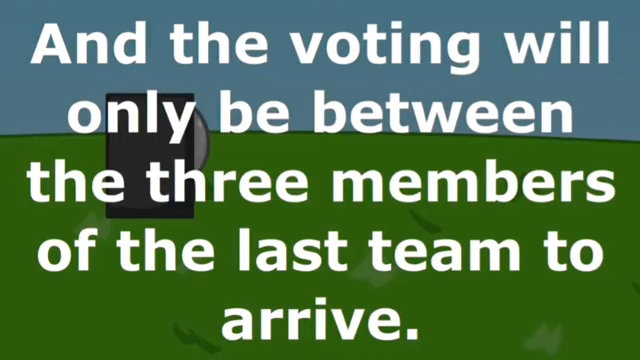 And the voting will
only be between
the three members
of the last team to
arrive.